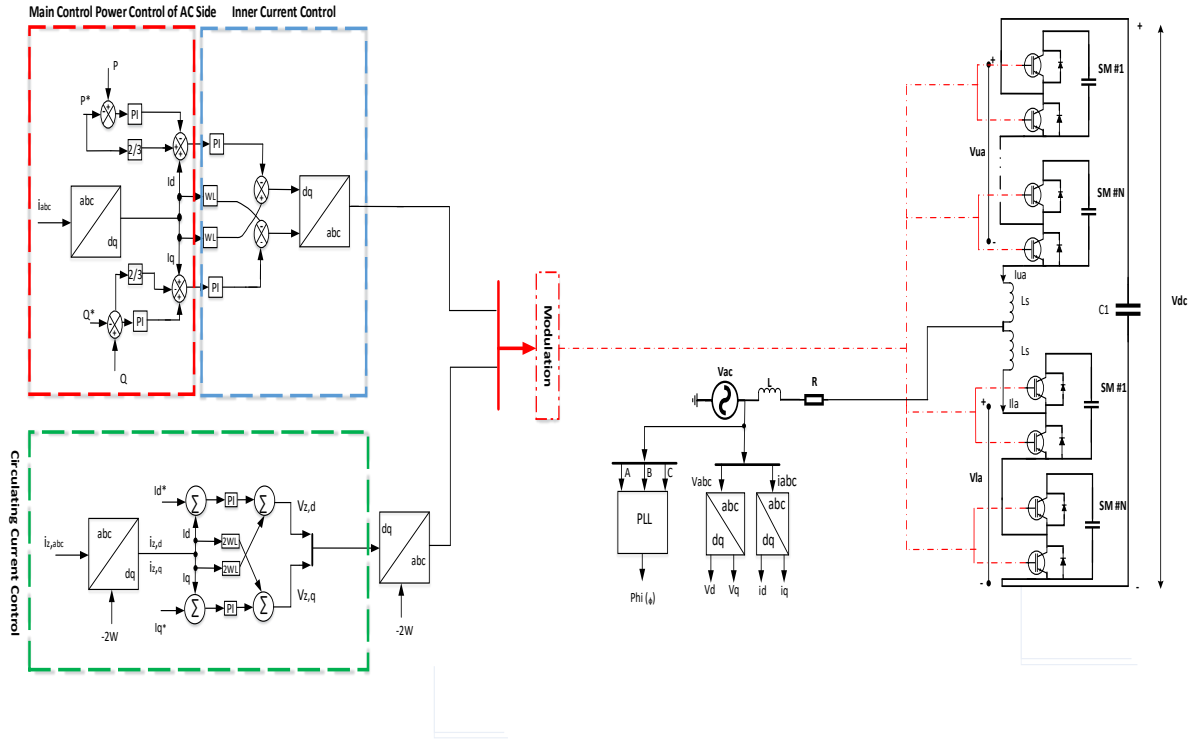 Main Control Power Control of AC Side
Inner Current Control
P
P*
PI
2/3
Id
iabc
abc
dq
Iq
2/3
Q*
PI
Q
PI
WL
WL
PI
dq
abc
Modulation
Circulating Current Control
Id*
PI
Σ
Σ
Vz,d
Id
iz,abc
abc
dq
iz,d
iz,q
2WL
2WL
Iq
Vz,q
Σ
PI
Σ
Iq*
-2W
dq
abc
-2W
Vac
L
R
A
B
C
PLL
Phi (ɸ)
Vabc
iabc
abc
dq
abc
dq
Vd
Vq
id
iq
+
Vua
-
SM #1
SM #N
Iua
Ls
Ls
Ila
+
Vla
-
SM #1
SM #N
C1
+
Vdc
-